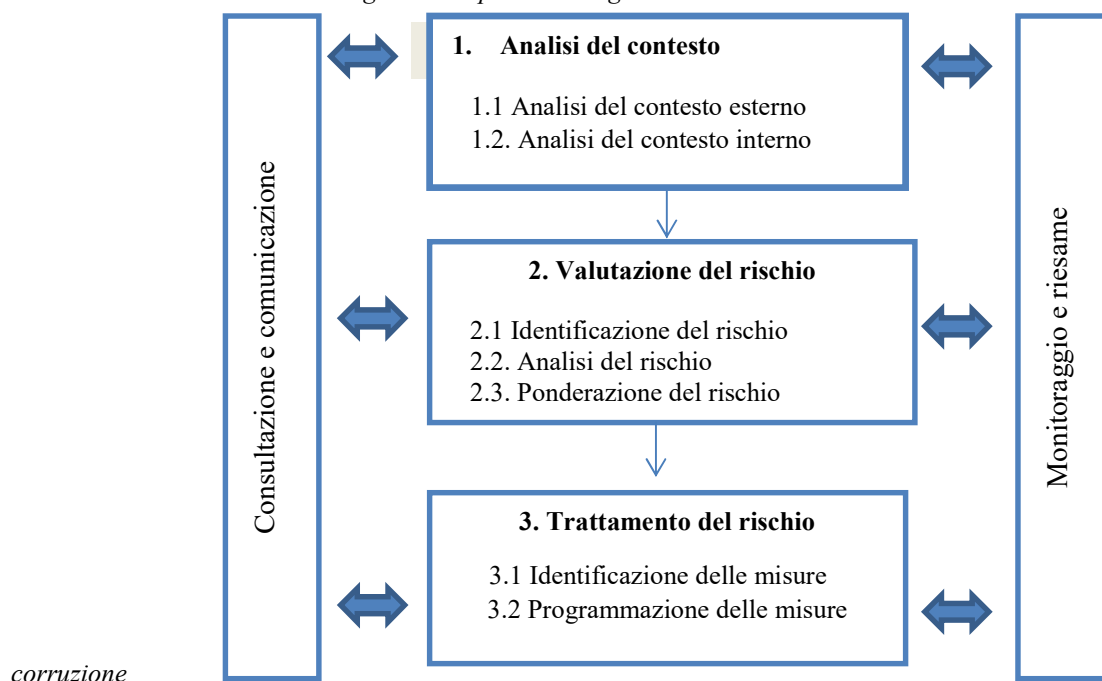 Consultazione e comunicazione
1. Analisi del contesto
1.1 Analisi del contesto esterno
1.2. Analisi del contesto interno
2. Valutazione del rischio
2.1 Identificazione del rischio
2.2. Analisi del rischio
2.3. Ponderazione del rischio
3. Trattamento del rischio
3.1 Identificazione delle misure
3.2 Programmazione delle misure
Monitoraggio e riesame
corruzione